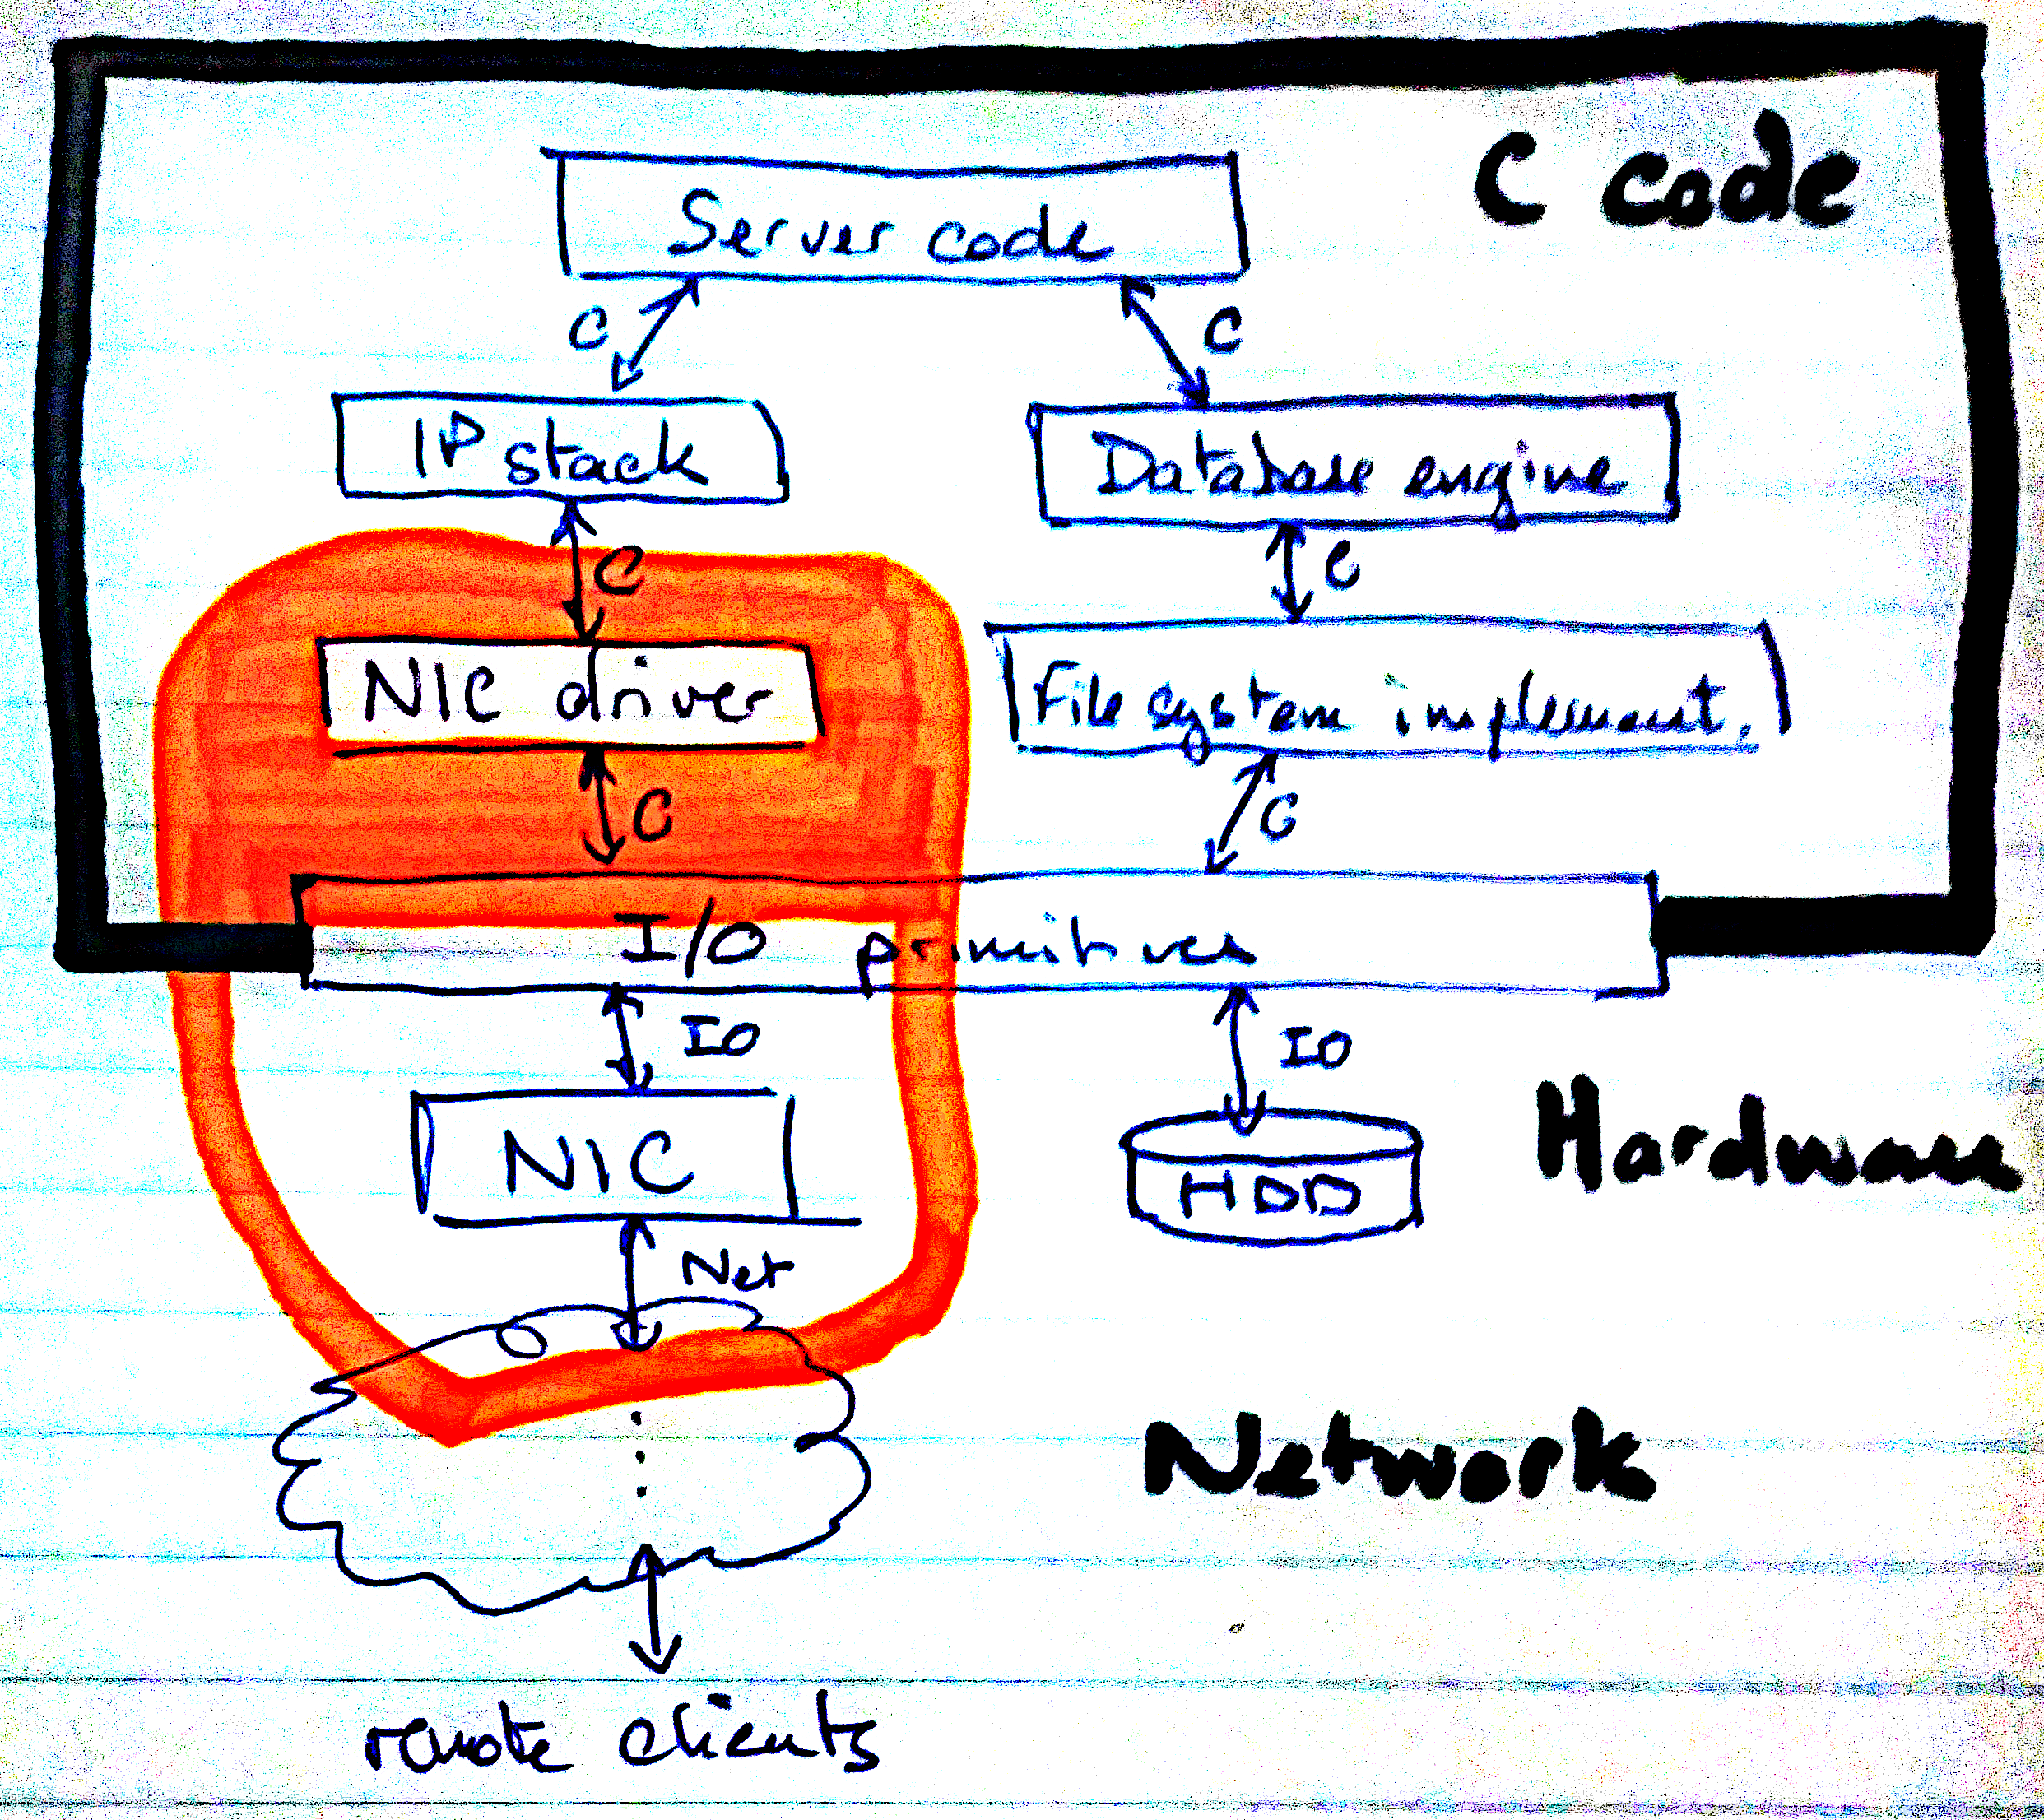 C code
Server code
C
C
IP stack
Database engine
C
C
NIC driver
File system implement.
C
C
I/O primitives
IO
IO
NIC
HDD
Hardware
Net
Network
remote clients